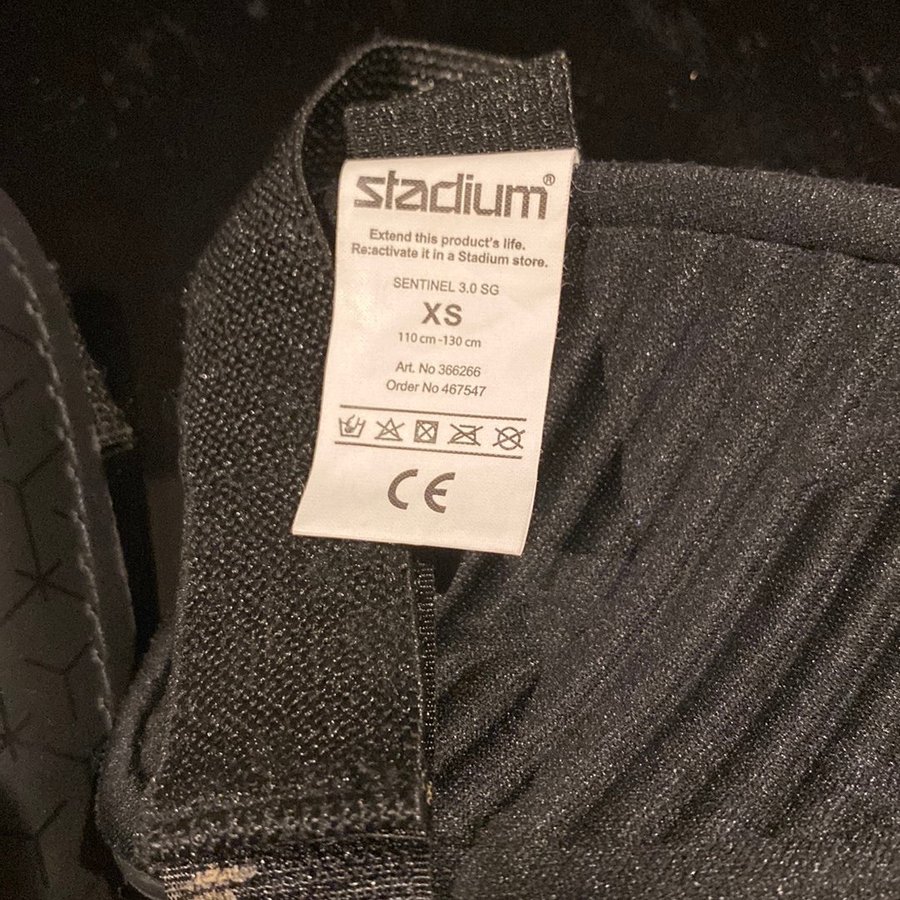 stadium®
Extend this product's life.
Re:activate it in a Stadium store.
SENTINEL 3.0 SG
XS
110 cm -130 cm
Art. No 366266
Order No 467547
CE